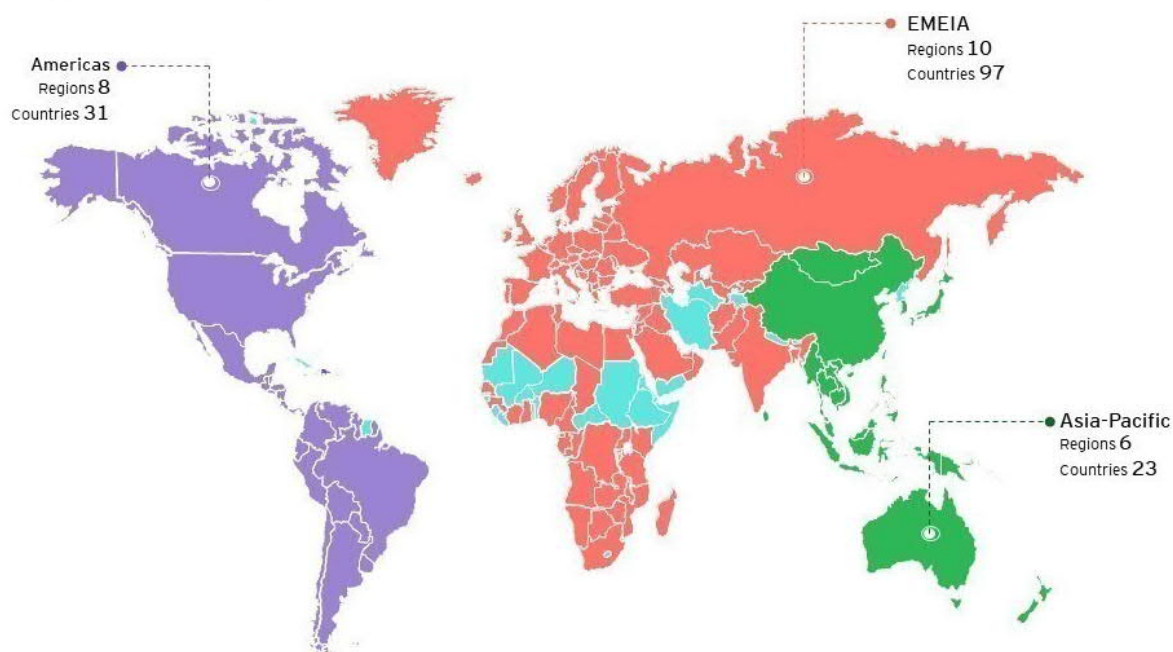 Americas
Regions 8
Countries 31
EMEIA
Regions 10
Countries 97
Asia-Pacific
Regions 6
Countries 23